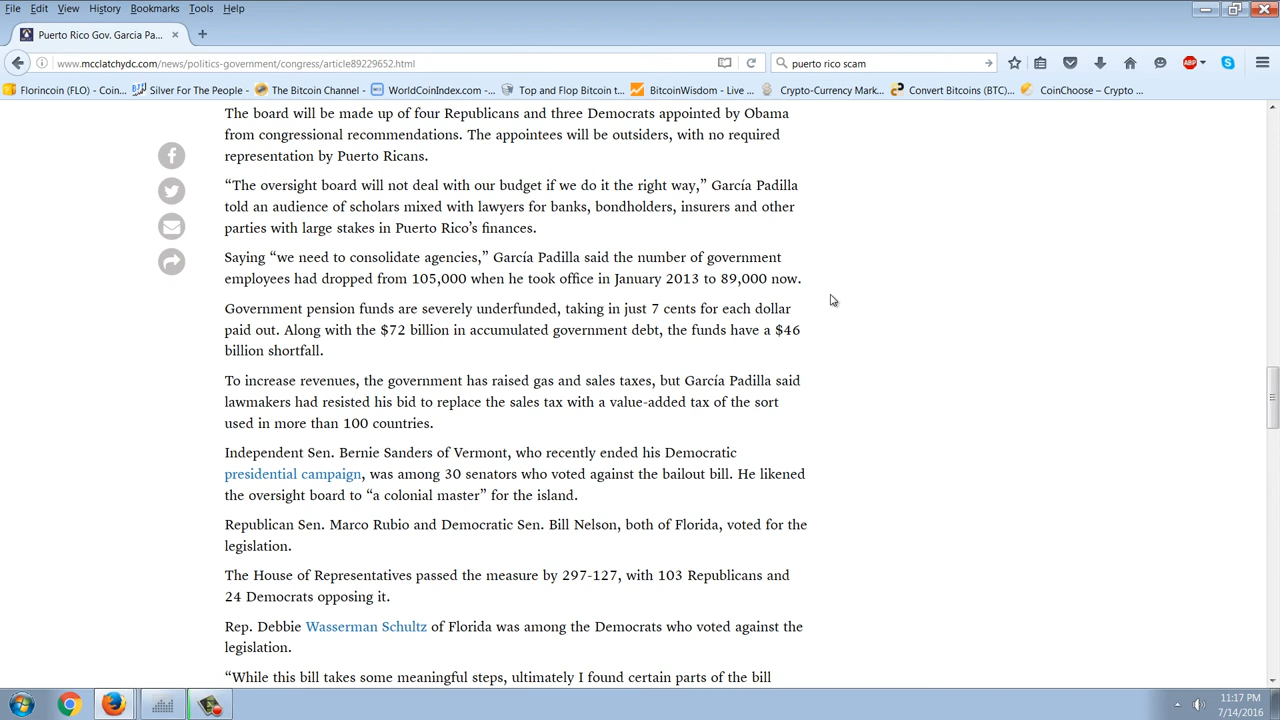 File Edit View History Bookmarks Tools Help
Puerto Rico Gov. Garcia Pa...
www.mcclatchydc.com/news/politics-government/congress/article89229652.html
puerto rico scam
ABP
Florincoin (FLO) - Coin... Silver For The People - ... The Bitcoin Channel - ... WorldCoinIndex.com -... Top and Flop Bitcoin t... BitcoinWisdom - Live ... Crypto-Currency Mark... Convert Bitcoins (BTC)... CoinChoose – Crypto ...
The board will be made up of four Republicans and three Democrats appointed by Obama
from congressional recommendations. The appointees will be outsiders, with no required
representation by Puerto Ricans.
“The oversight board will not deal with our budget if we do it the right way,” García Padilla
told an audience of scholars mixed with lawyers for banks, bondholders, insurers and other
parties with large stakes in Puerto Rico’s finances.
Saying “we need to consolidate agencies,” García Padilla said the number of government
employees had dropped from 105,000 when he took office in January 2013 to 89,000 now.
Government pension funds are severely underfunded, taking in just 7 cents for each dollar
paid out. Along with the $72 billion in accumulated government debt, the funds have a $46
billion shortfall.
To increase revenues, the government has raised gas and sales taxes, but García Padilla said
lawmakers had resisted his bid to replace the sales tax with a value-added tax of the sort
used in more than 100 countries.
Independent Sen. Bernie Sanders of Vermont, who recently ended his Democratic
presidential campaign, was among 30 senators who voted against the bailout bill. He likened
the oversight board to “a colonial master” for the island.
Republican Sen. Marco Rubio and Democratic Sen. Bill Nelson, both of Florida, voted for the
legislation.
The House of Representatives passed the measure by 297-127, with 103 Republicans and
24 Democrats opposing it.
Rep. Debbie Wasserman Schultz of Florida was among the Democrats who voted against the
legislation.
“While this bill takes some meaningful steps, ultimately I found certain parts of the bill
11:17 PM
7/14/2016